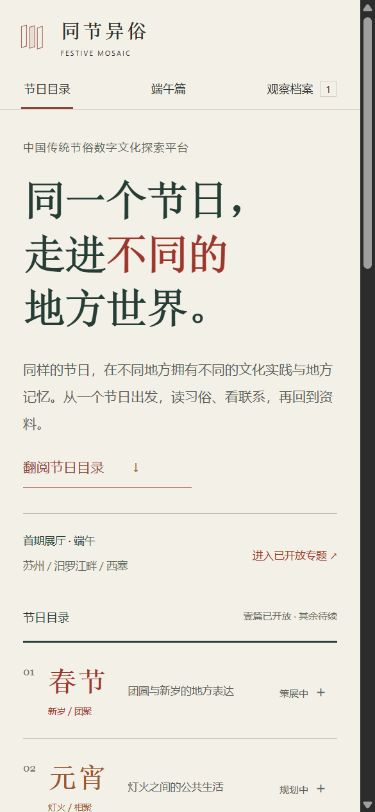 同节异俗
FESTIVE MOSAIC
节日目录 端午篇 观察档案 1
中国传统节俗数字文化探索平台
同一个节日，
走进不同的
地方世界。
同样的节日，在不同地方拥有不同的文化实践与地方
记忆。从一个节日出发，读习俗、看联系，再回到资
料。
翻阅节日目录 ↓
首期展厅 · 端午
苏州 / 汨罗江畔 / 西塞
进入已开放专题 ↗
节日目录 壹篇已开放 · 其余待续
01 春节 团圆与新岁的地方表达 策展中 +
新岁 / 团聚
02 元宵 灯火之间的公共生活 规划中 +
灯火 / 相聚